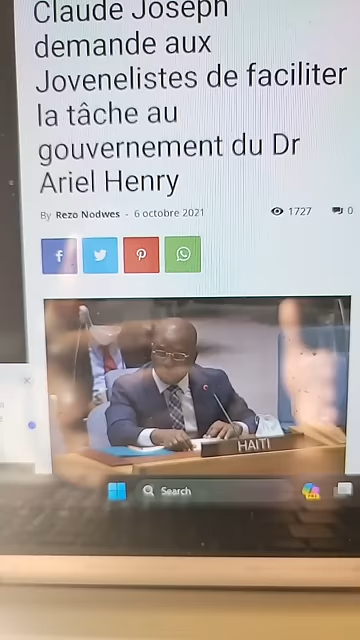 Claude Joseph
demande aux
Jovenelistes de faciliter
la tâche au
gouvernement du Dr
Ariel Henry
By Rezo Nodwes - 6 octobre 2021 1727 0
HAITI
Search